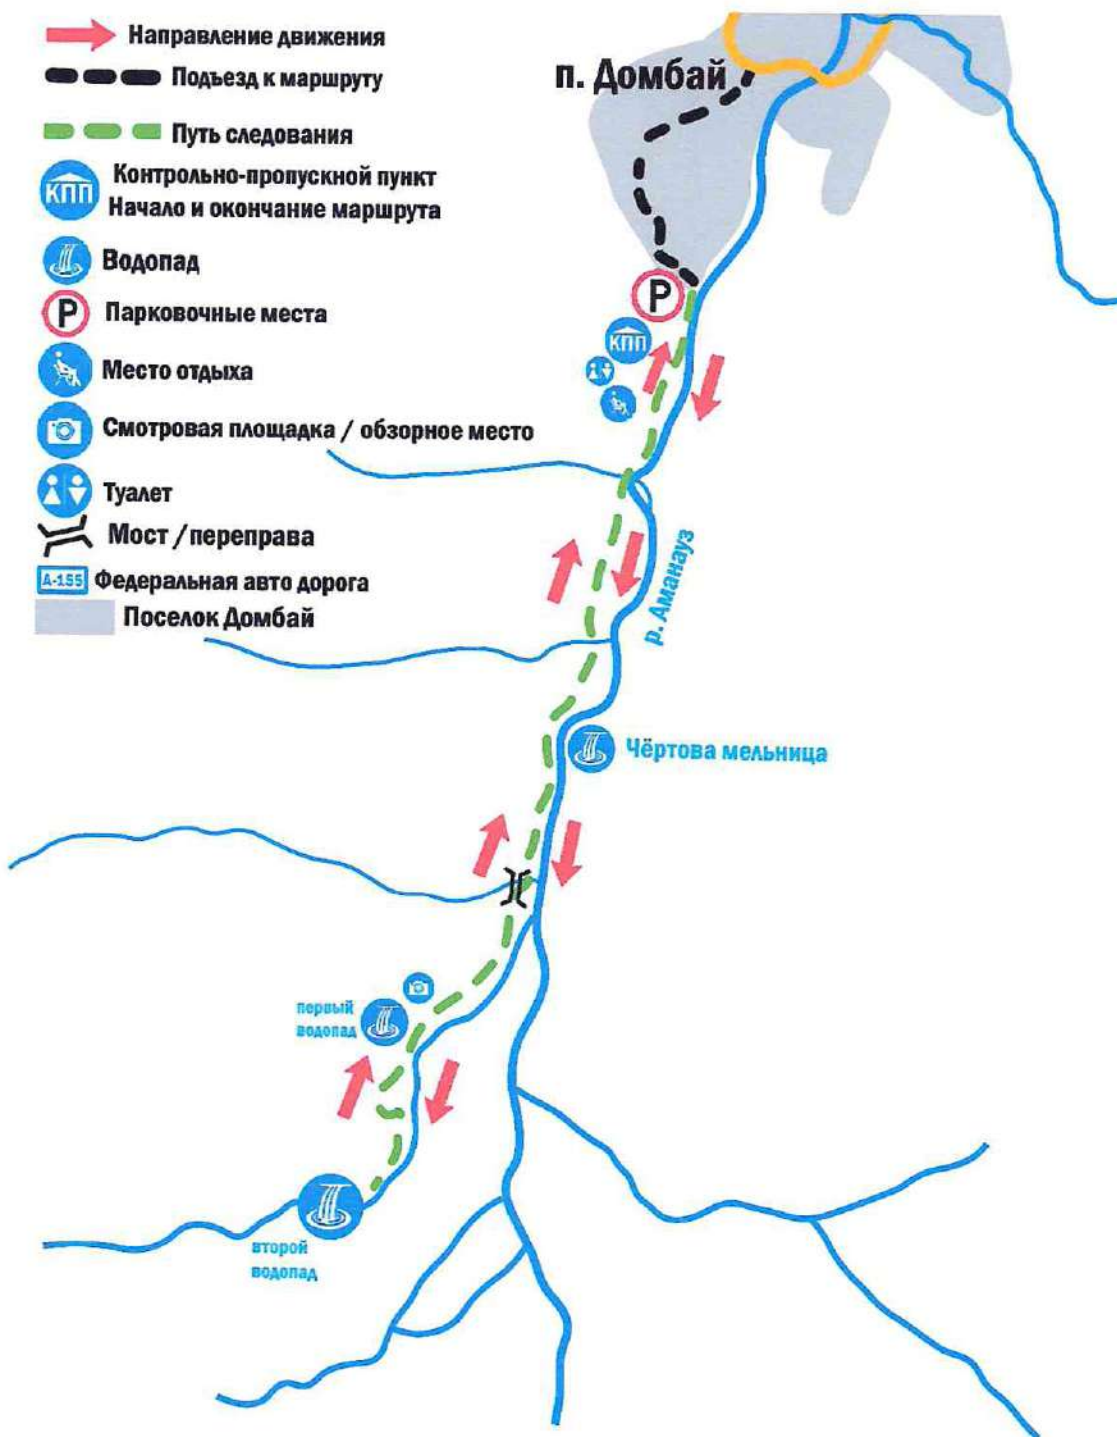 Направление движения
Подъезд к маршруту
Путь следования
КПП
Контрольно-пропускной пункт
Начало и окончание маршрута
Водопад
P
Парковочные места
Место отдыха
Смотровая площадка / обзорное место
Туалет
Мост / переправа
А-155
Федеральная авто дорога
Поселок Домбай
п. Домбай
P
КПП
р. Аманауз
Чёртова мельница
первый
водопад
второй
водопад